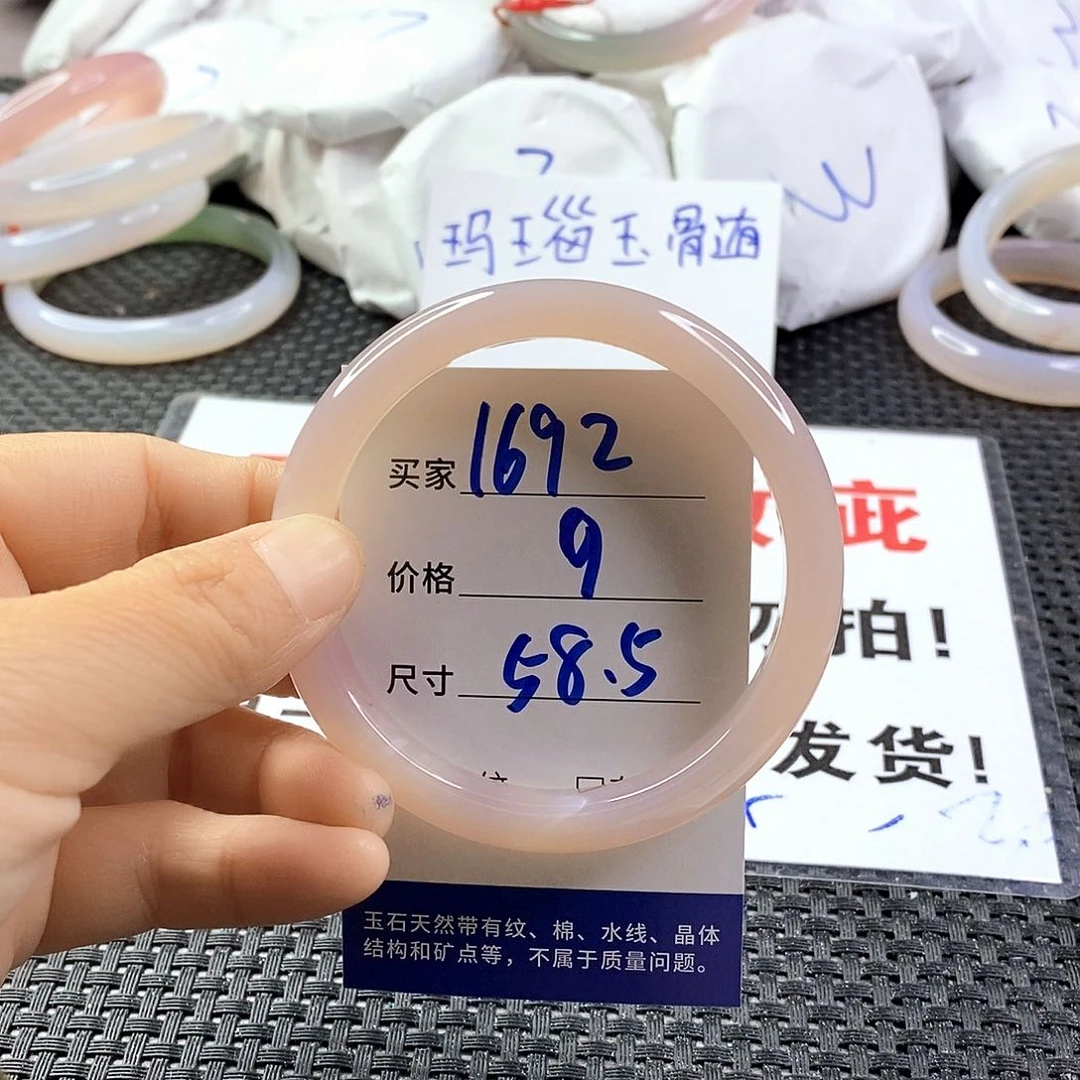 玛瑙玉骨髄
买家 1692
价格 9
尺寸 58.5
疵
拍！
发货！
玉石天然带有纹、棉、水线、晶体
结构和矿点等，不属于质量问题。